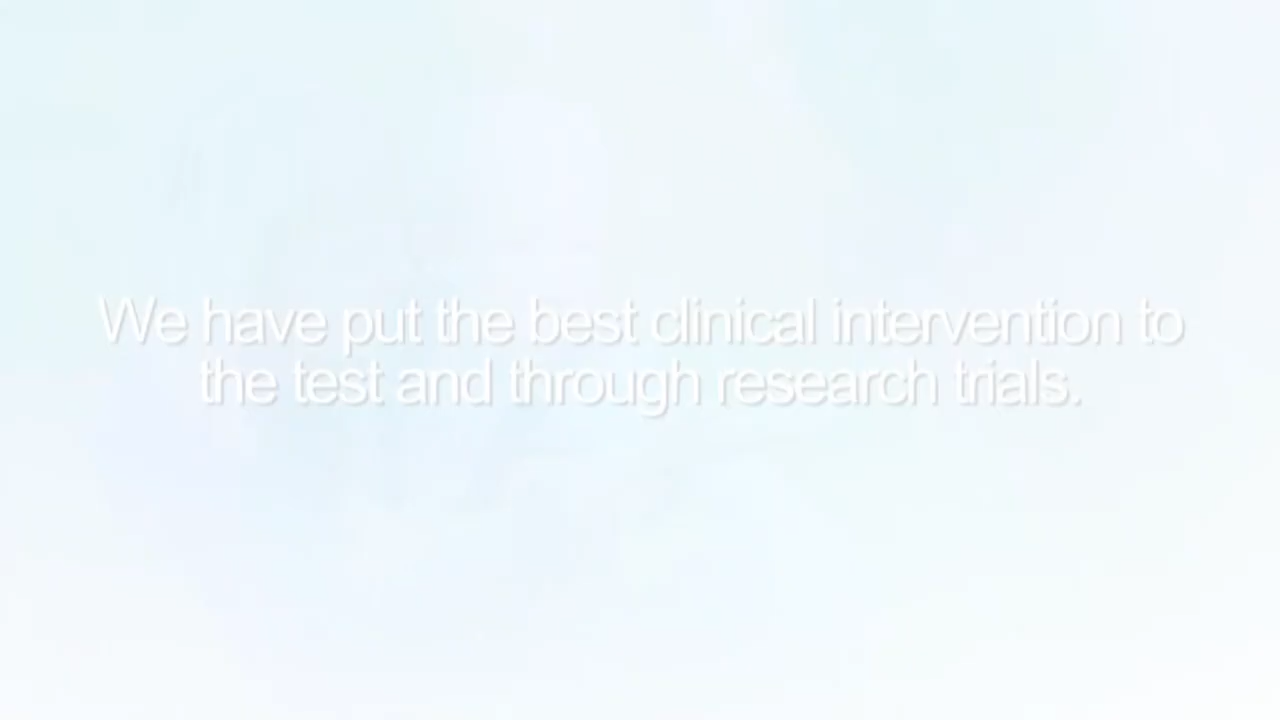 We have put the best clinical intervention to
the test and through research trials.